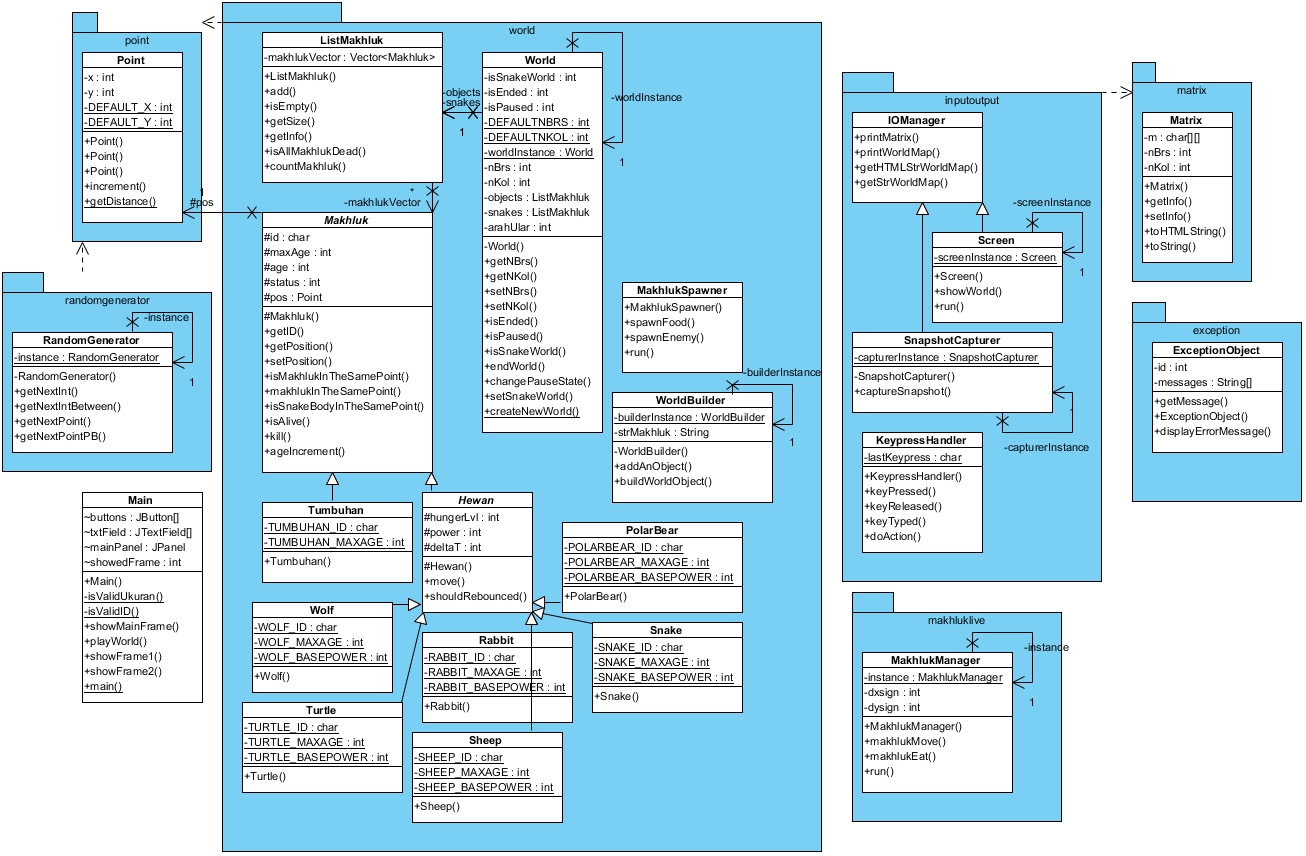 point
Point
-x : int
-y : int
-DEFAULT_X : int
-DEFAULT_Y : int
+Point()
+Point()
+Point()
+increment()
+getDistance()
1
#pos
randomgenerator
-instance
RandomGenerator
-instance : RandomGenerator
-RandomGenerator()
+getNextInt()
+getNextIntBetween()
+getNextPoint()
+getNextPointPB()
1
Main
~buttons : JButton[]
~txtField : JTextField[]
~mainPanel : JPanel
~showedFrame : int
+Main()
-isValidUkuran()
-isValidID()
+showMainFrame()
+playWorld()
+showFrame1()
+showFrame2()
+main()
world
ListMakhluk
-makhlukVector : Vector<Makhluk>
+ListMakhluk()
+add()
+isEmpty()
+getSize()
+getInfo()
+isAllMakhlukDead()
+countMakhluk()
-objects
-snakes
1
*
-makhlukVector
World
-isSnakeWorld : int
-isEnded : int
-isPaused : int
-DEFAULTNBRS : int
-DEFAULTNKOL : int
-worldInstance : World
-nBrs : int
-nKol : int
-objects : ListMakhluk
-snakes : ListMakhluk
-arahUlar : int
-World()
+getNBrs()
+getNKol()
+setNBrs()
+setNKol()
+isEnded()
+isPaused()
+isSnakeWorld()
+endWorld()
+changePauseState()
+setSnakeWorld()
+createNewWorld()
-worldInstance
1
Makhluk
#id : char
#maxAge : int
#age : int
#status : int
#pos : Point
#Makhluk()
+getID()
+getPosition()
+setPosition()
+isMakhlukInTheSamePoint()
+makhlukInTheSamePoint()
+isSnakeBodyInTheSamePoint()
+isAlive()
+kill()
+ageIncrement()
MakhlukSpawner
+MakhlukSpawner()
+spawnFood()
+spawnEnemy()
+run()
-builderInstance
WorldBuilder
-builderInstance : WorldBuilder
-strMakhluk : String
-WorldBuilder()
+addAnObject()
+buildWorldObject()
1
Tumbuhan
-TUMBUHAN_ID : char
-TUMBUHAN_MAXAGE : int
+Tumbuhan()
Hewan
#hungerLvl : int
#power : int
#deltaT : int
#Hewan()
+move()
+shouldRebounced()
PolarBear
-POLARBEAR_ID : char
-POLARBEAR_MAXAGE : int
-POLARBEAR_BASEPOWER : int
+PolarBear()
Wolf
-WOLF_ID : char
-WOLF_MAXAGE : int
-WOLF_BASEPOWER : int
+Wolf()
Rabbit
-RABBIT_ID : char
-RABBIT_MAXAGE : int
-RABBIT_BASEPOWER : int
+Rabbit()
Snake
-SNAKE_ID : char
-SNAKE_MAXAGE : int
-SNAKE_BASEPOWER : int
+Snake()
Turtle
-TURTLE_ID : char
-TURTLE_MAXAGE : int
-TURTLE_BASEPOWER : int
+Turtle()
Sheep
-SHEEP_ID : char
-SHEEP_MAXAGE : int
-SHEEP_BASEPOWER : int
+Sheep()
inputoutput
IOManager
+printMatrix()
+printWorldMap()
+getHTMLStrWorldMap()
+getStrWorldMap()
-screenInstance
Screen
-screenInstance : Screen
+Screen()
+showWorld()
+run()
1
SnapshotCapturer
-capturerInstance : SnapshotCapturer
-SnapshotCapturer()
+captureSnapshot()
-capturerInstance
KeypressHandler
-lastKeypress : char
+KeypressHandler()
+keyPressed()
+keyReleased()
+keyTyped()
+doAction()
matrix
Matrix
-m : char[][]
-nBrs : int
-nKol : int
+Matrix()
+getInfo()
+setInfo()
+toHTMLString()
+toString()
exception
ExceptionObject
-id : int
-messages : String[]
+getMessage()
+ExceptionObject()
+displayErrorMessage()
makhluklive
-instance
MakhlukManager
-instance : MakhlukManager
-dxsign : int
-dysign : int
+MakhlukManager()
+makhlukMove()
+makhlukEat()
+run()
1